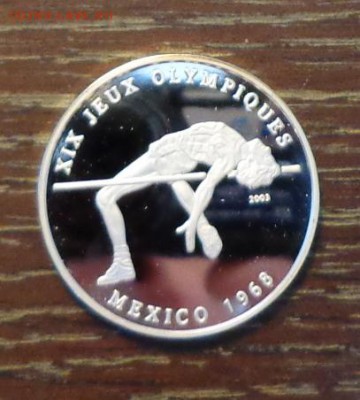 XIX JEUX OLYMPIQUES
2003
MEXICO 1968